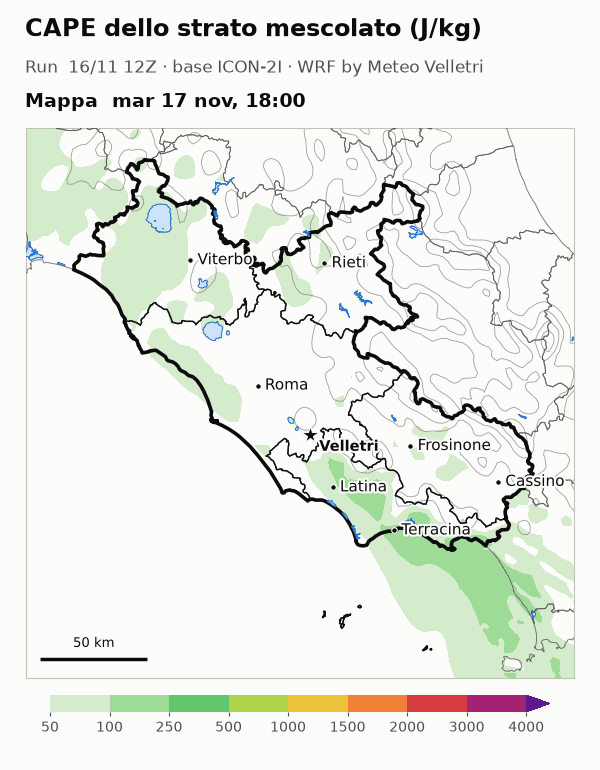 CAPE dello strato mescolato (J/kg)
Run  16/11 12Z · base ICON-2I · WRF by Meteo Velletri
Mappa  mar 17 nov, 18:00
Viterbo
Rieti
Roma
Velletri
Frosinone
Latina
Cassino
Terracina
50 km
50 100 250 500 1000 1500 2000 3000 4000